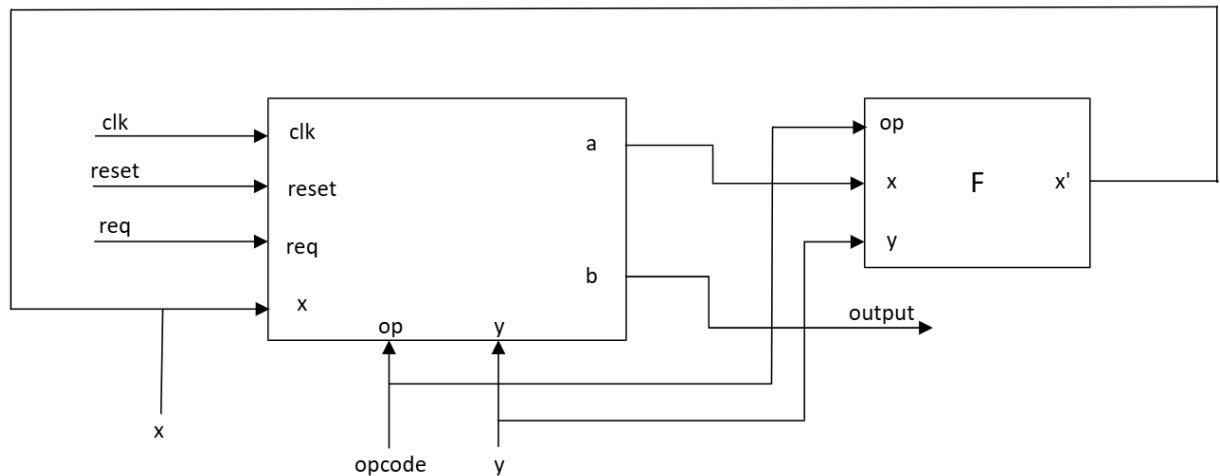 clk
reset
req
clk
reset
req
x
op
y
a
b
op
x
y
F
x'
output
x
opcode
y